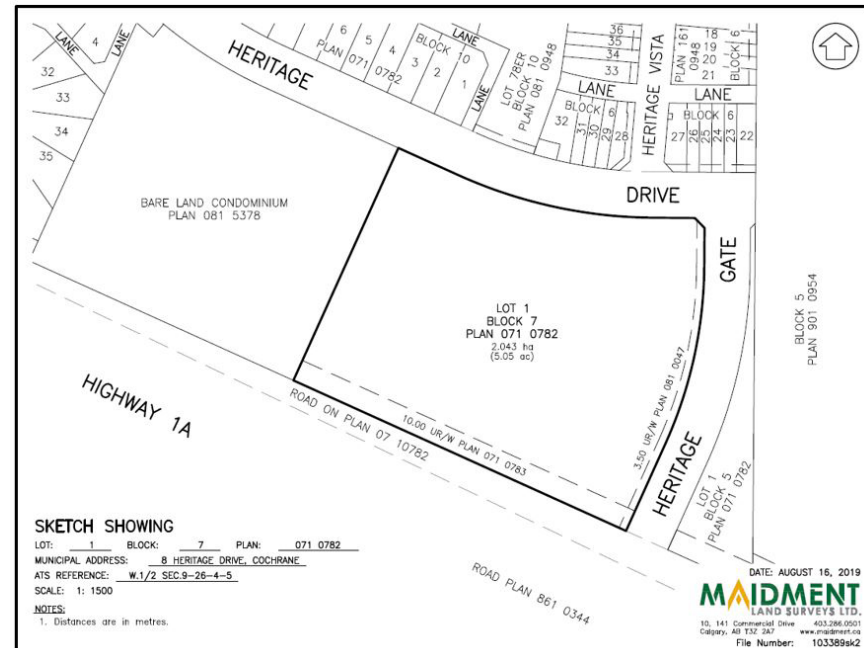 LANE
4
LANE
32
33
34
35
HERITAGE
6
5
4
3
2
1
BLOCK 10
PLAN 071 0782
LANE
LANE
LOT 78ER
BLOCK 10
PLAN 081 0948
36
35
34
33
LANE
BLOCK 6
32
31
30
29
28
HERITAGE VISTA
PLAN 161
0948
18
19
20
21
BLOCK 6
LANE
BLOCK 6
27
26
25
24
23
22
DRIVE
GATE
BLOCK 5
PLAN 901 0954
BARE LAND CONDOMINIUM
PLAN 081 5378
LOT 1
BLOCK 7
PLAN 071 0782
2.043 ha
(5.05 ac)
3.50 UR/W PLAN 081 0047
10.00 UR/W PLAN 071 0783
ROAD ON PLAN 07 10782
HIGHWAY 1A
HERITAGE
LOT 1
BLOCK 5
PLAN 071 0782
ROAD PLAN 861 0344
SKETCH SHOWING
LOT: 1 BLOCK: 7 PLAN: 071 0782
MUNICIPAL ADDRESS: 8 HERITAGE DRIVE, COCHRANE
ATS REFERENCE: W.1/2 SEC.9-26-4-5
SCALE: 1: 1500
NOTES:
1. Distances are in metres.
DATE: AUGUST 16, 2019
MAIDMENT
LAND SURVEYS LTD.
10, 141 Commercial Drive 403.286.0501
Calgary, AB T3Z 2A7 www.maidment.ca
File Number: 103389sk2